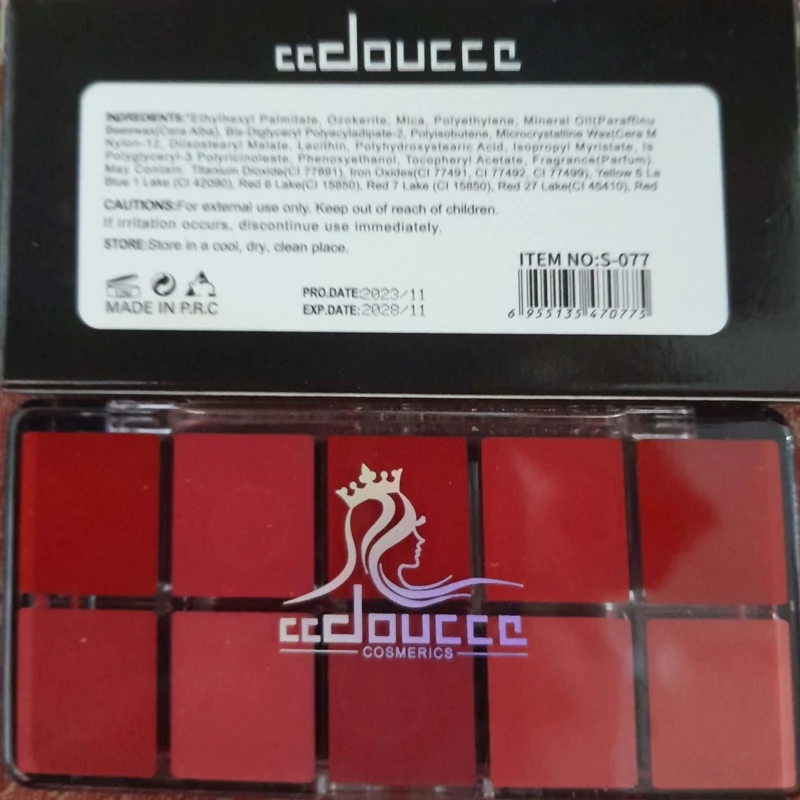 ccdoucce
INGREDIENTS:"Ethylhexyl Palmitate, Ozokerite, Mica, Polyethylene, Mineral Oil(Paraffinu
Beeswax(Cera Alba), Bis-Diglyceryl Polyacyladipate-2, Polyisobutene, Microcrystalline Wax(Cera M
Nylon-12, Diisostearyl Malate, Lecithin, Polyhydroxystearic Acid, Isopropyl Myristate, Is
Polyglyceryl-3 Polyricinoleate, Phenoxyethanol, Tocopheryl Acetate, Fragrance(Parfum).
May Contain: Titanium Dioxide(CI 77891), Iron Oxides(CI 77491, CI 77492, CI 77499), Yellow 5 La
Blue 1 Lake (CI 42090), Red 6 Lake(CI 15850), Red 7 Lake (CI 15850), Red 27 Lake(CI 45410), Red
CAUTIONS:For external use only. Keep out of reach of children.
If irritation occurs, discontinue use immediately.
STORE:Store in a cool, dry, clean place.
ITEM NO:S-077
PRO.DATE:2023/11
MADE IN P.R.C
EXP.DATE:2028/11
6 955135 470775
ccdoucce
COSMERICS